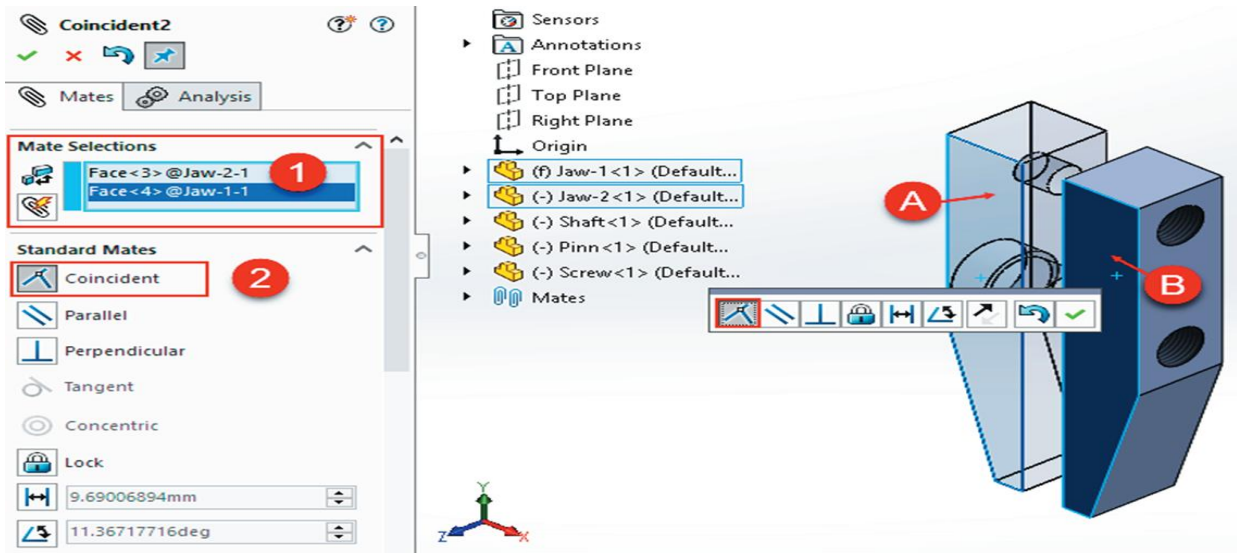 Coincident2
Mates Analysis
Mate Selections
Face<3>@Jaw-2-1
Face<4>@Jaw-1-1
1
Standard Mates
Coincident
2
Parallel
Perpendicular
Tangent
Concentric
Lock
9.69006894mm
11.36717716deg
Sensors
Annotations
Front Plane
Top Plane
Right Plane
Origin
(f) Jaw-1<1> (Default...
(-) Jaw-2<1> (Default...
(-) Shaft<1> (Default...
(-) Pinn<1> (Default...
(-) Screw<1> (Default...
Mates
A
B
Y
Z
X